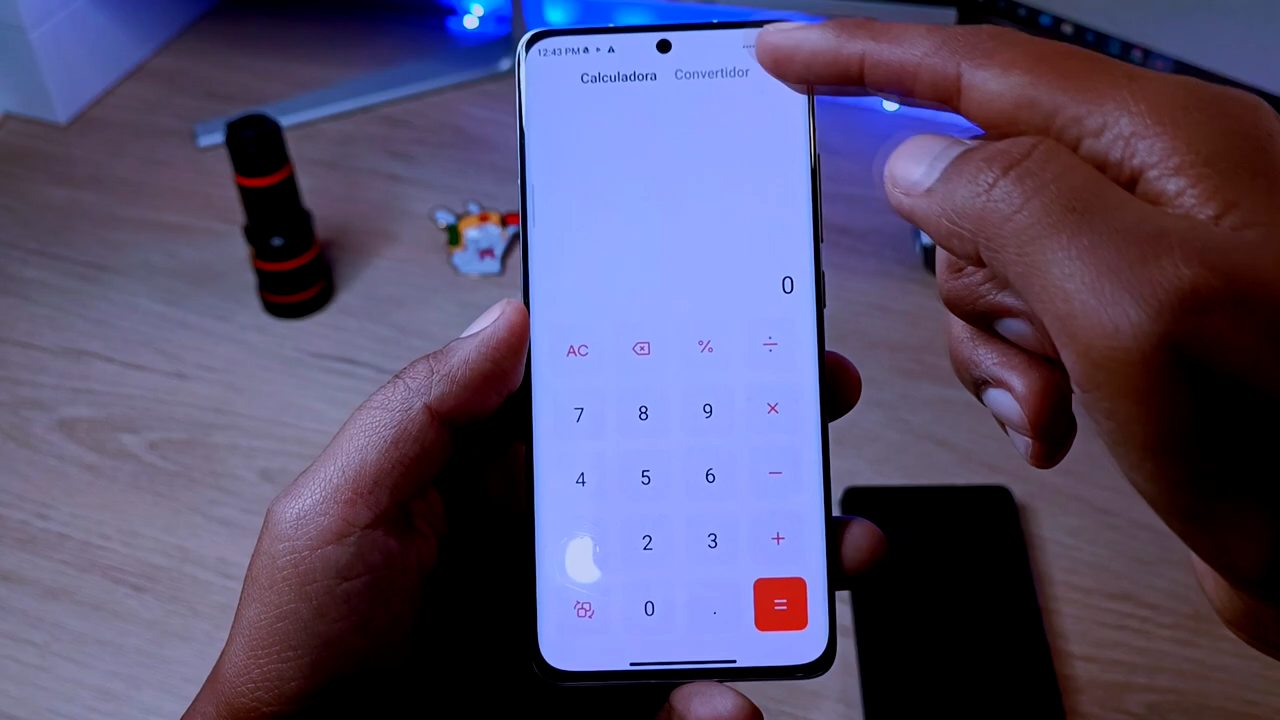 12:43 PM
Calculadora Convertidor
0
AC % ÷
7 8 9 ×
4 5 6 −
2 3 +
0 . =